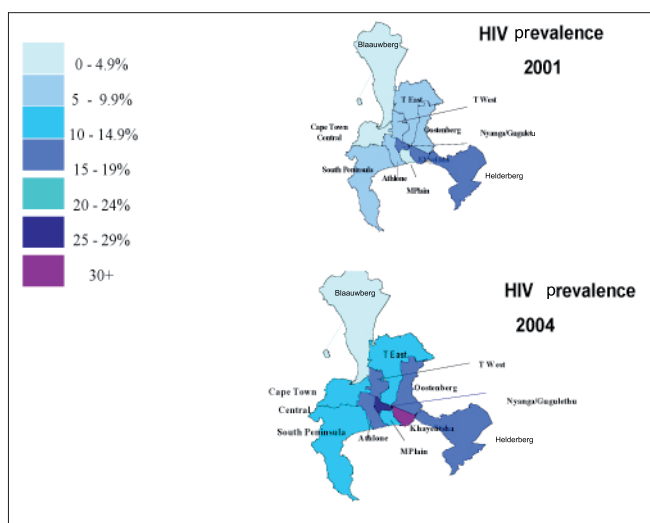 0 - 4.9%
5 - 9.9%
10 - 14.9%
15 - 19%
20 - 24%
25 - 29%
30+
HIV prevalence
2001
Blaauwberg
T East
T West
Cape Town
Central
Oostenberg
Nyanga/Gugaletu
South Peninsula
Athlone
MPlain
Helderberg
HIV prevalence
2004
Blaauwberg
T East
T West
Cape Town
Oostenberg
Central
Nyanga/Gugulethu
South Peninsula
Khayelitsha
Athlone
MPlain
Helderberg